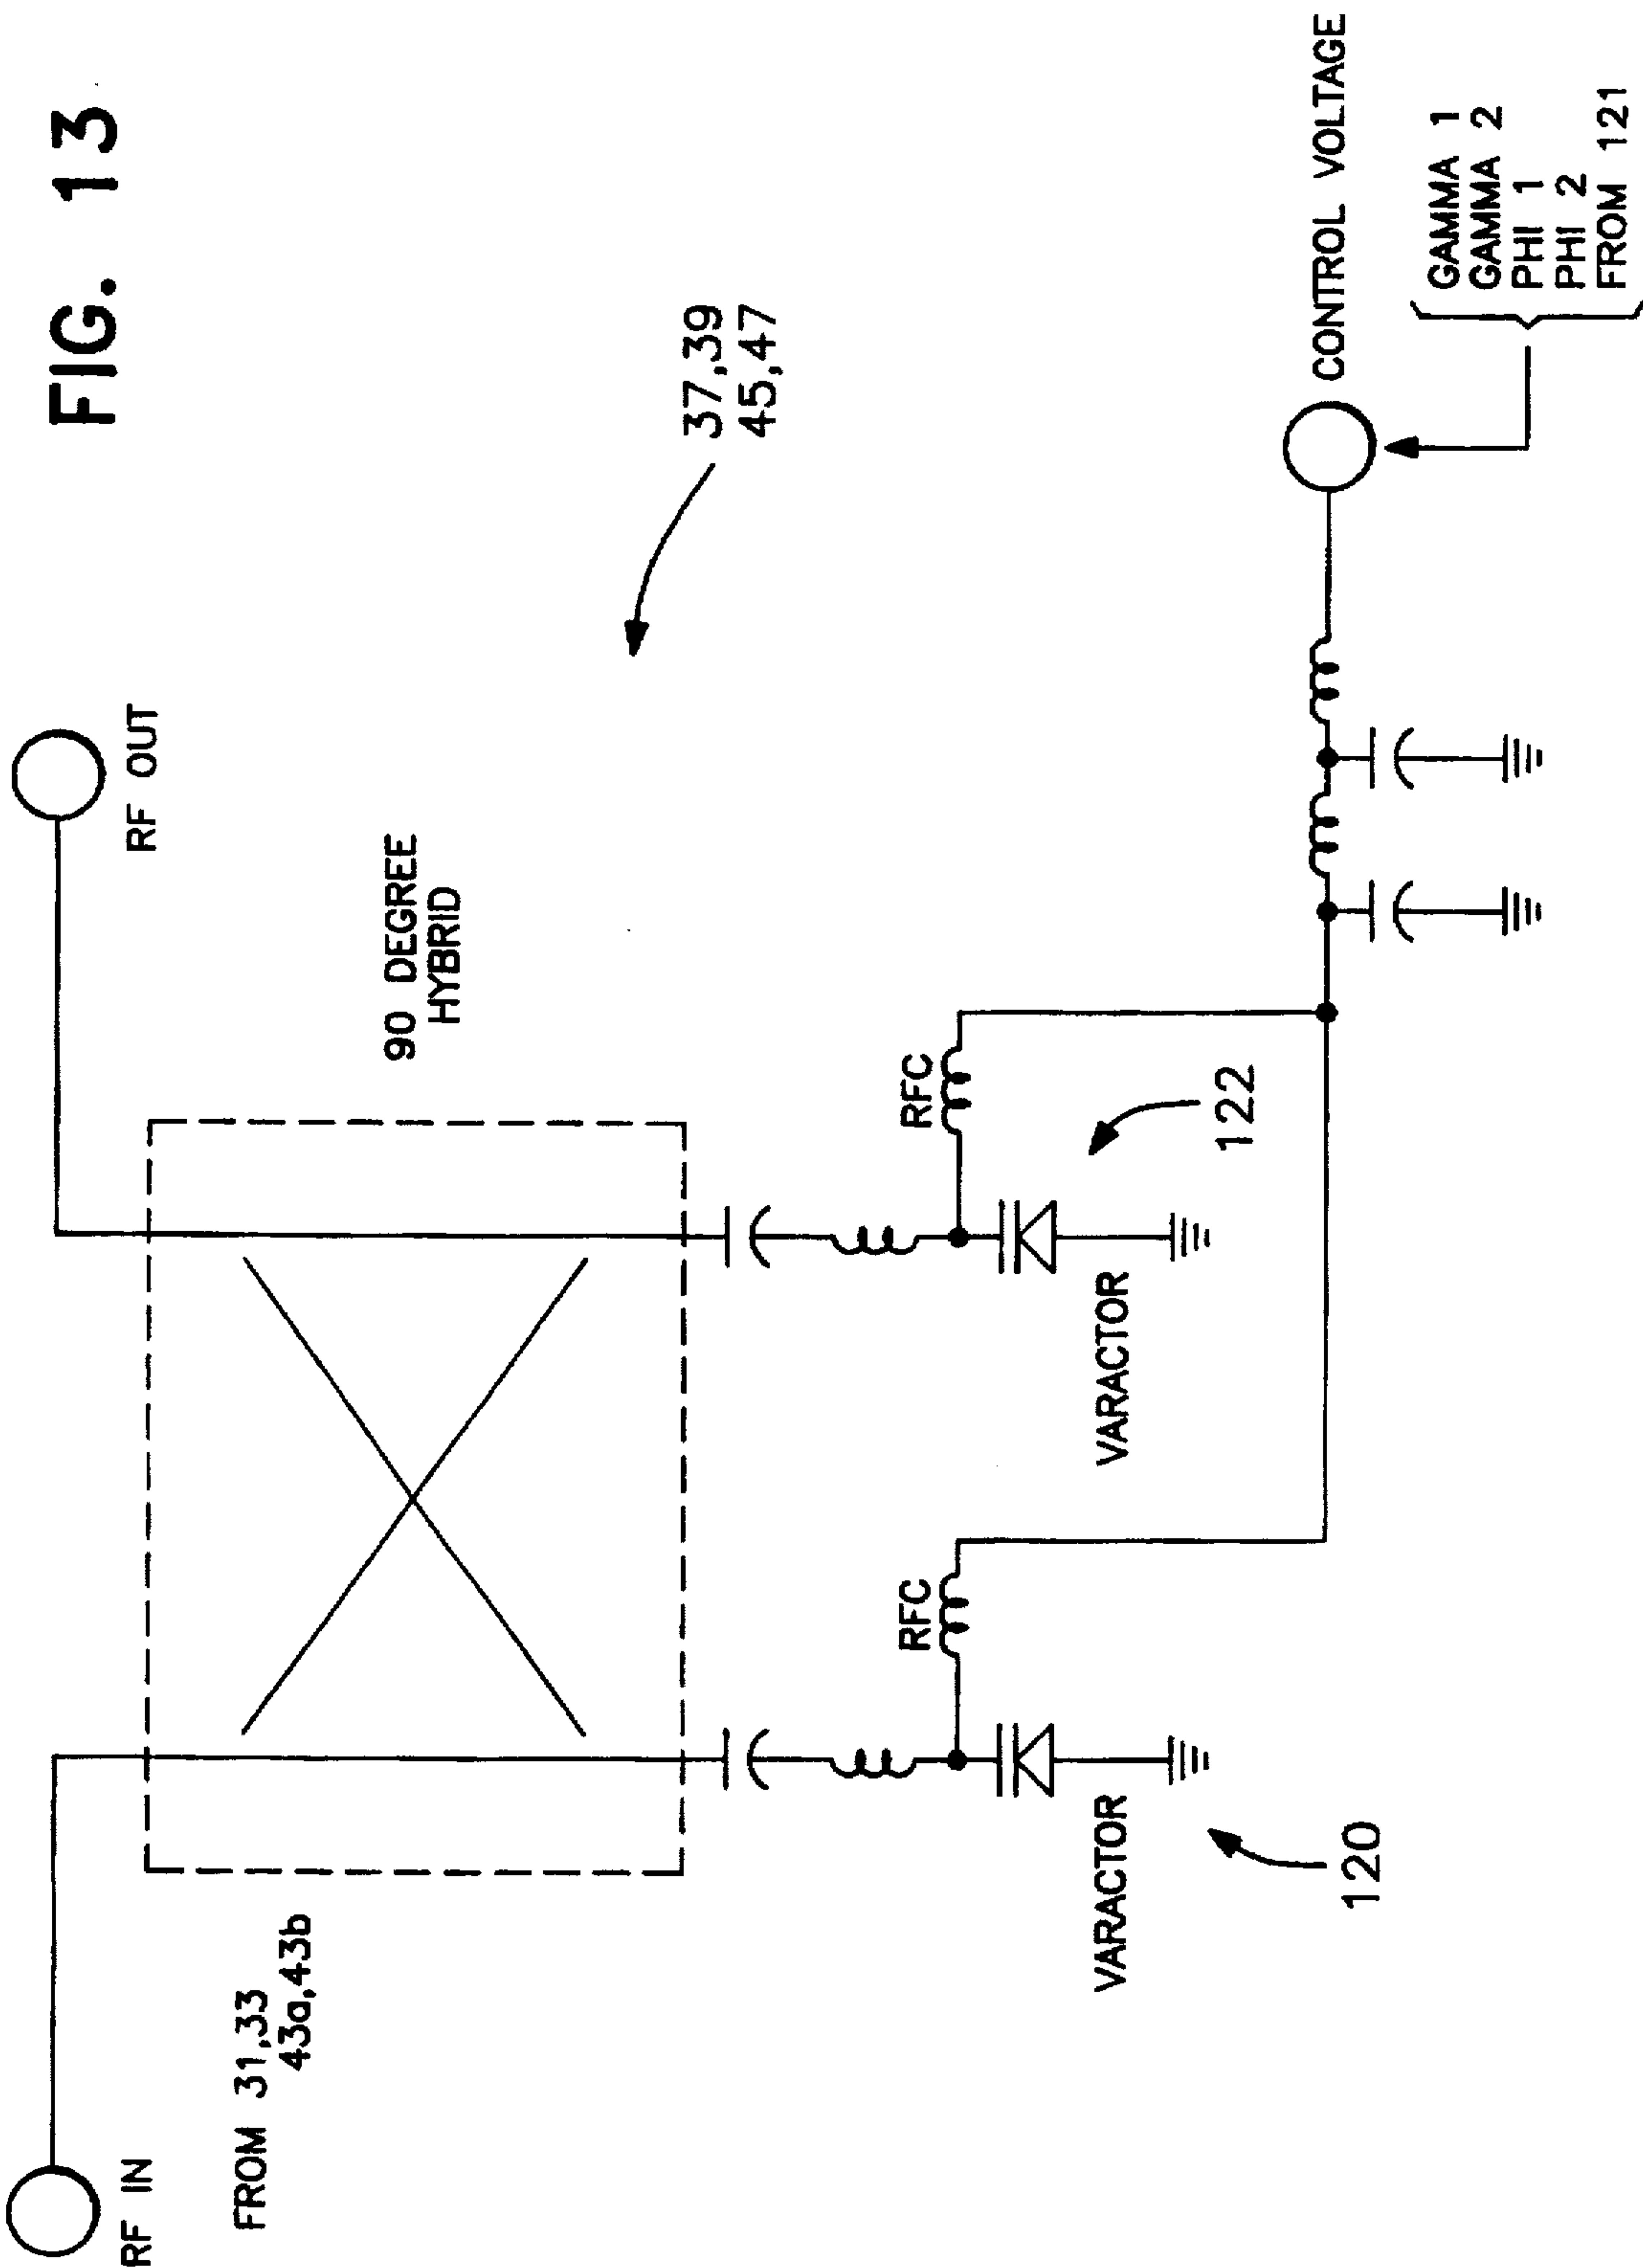 FIG. 13
RF IN
RF OUT
FROM 31,33
43a,43b
90 DEGREE
HYBRID
37,39
45,47
RFC
RFC
VARACTOR
VARACTOR
120
122
CONTROL VOLTAGE
GAMMA 1
GAMMA 2
PHI 1
PHI 2
FROM 121